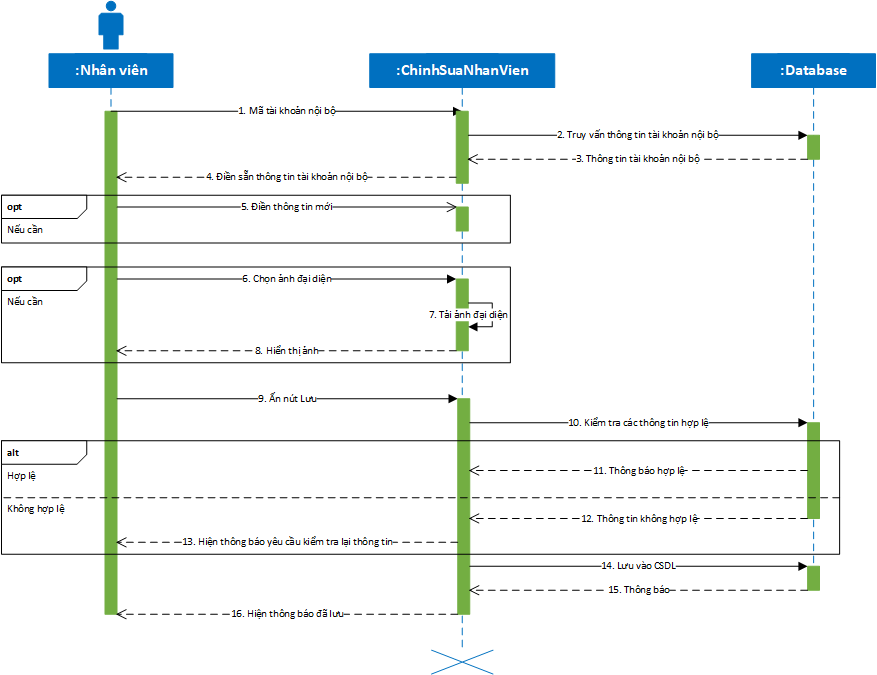 :Nhân viên
:ChinhSuaNhanVien
:Database
1. Mã tài khoản nội bộ
2. Truy vấn thông tin tài khoản nội bộ
3. Thông tin tài khoản nội bộ
4. Điền sẵn thông tin tài khoản nội bộ
opt
5. Điền thông tin mới
Nếu cần
opt
6. Chọn ảnh đại diện
Nếu cần
7. Tải ảnh đại diện
8. Hiển thị ảnh
9. Ấn nút Lưu
10. Kiểm tra các thông tin hợp lệ
alt
11. Thông báo hợp lệ
Hợp lệ
Không hợp lệ
12. Thông tin không hợp lệ
13. Hiện thông báo yêu cầu kiểm tra lại thông tin
14. Lưu vào CSDL
15. Thông báo
16. Hiện thông báo đã lưu